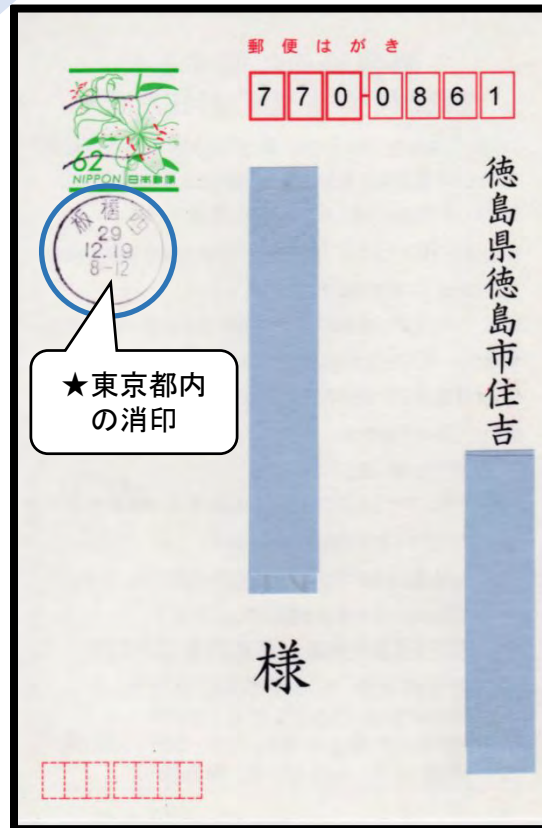 郵便はがき
770-0861
徳島県徳島市住吉
様
62
NIPPON 日本郵便
板橋西
29
12.19
8-12
★東京都内
の消印